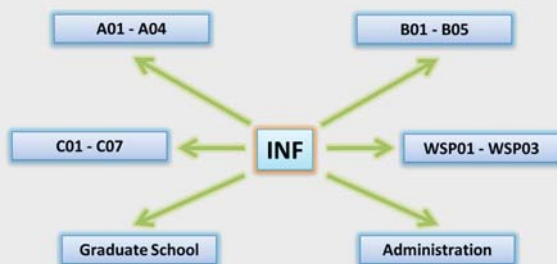 A01 - A04
B01 - B05
C01 - C07
INF
WSP01 - WSP03
Graduate School
Administration